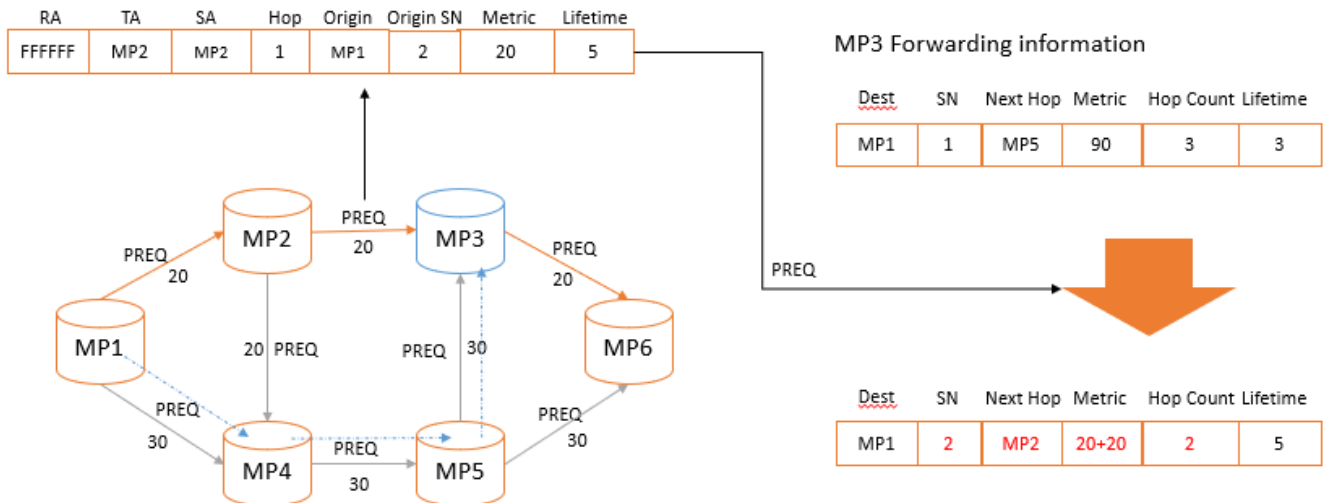 RA TA SA Hop Origin Origin SN Metric Lifetime
FFFFFF MP2 MP2 1 MP1 2 20 5
MP3 Forwarding information
Dest SN Next Hop Metric Hop Count Lifetime
MP1 1 MP5 90 3 3
PREQ
MP2
PREQ
20
MP3
PREQ
20
PREQ
20
MP1
20 PREQ
PREQ
30
MP6
PREQ
30
MP4
PREQ
30
MP5
PREQ
30
Dest SN Next Hop Metric Hop Count Lifetime
MP1 2 MP2 20+20 2 5